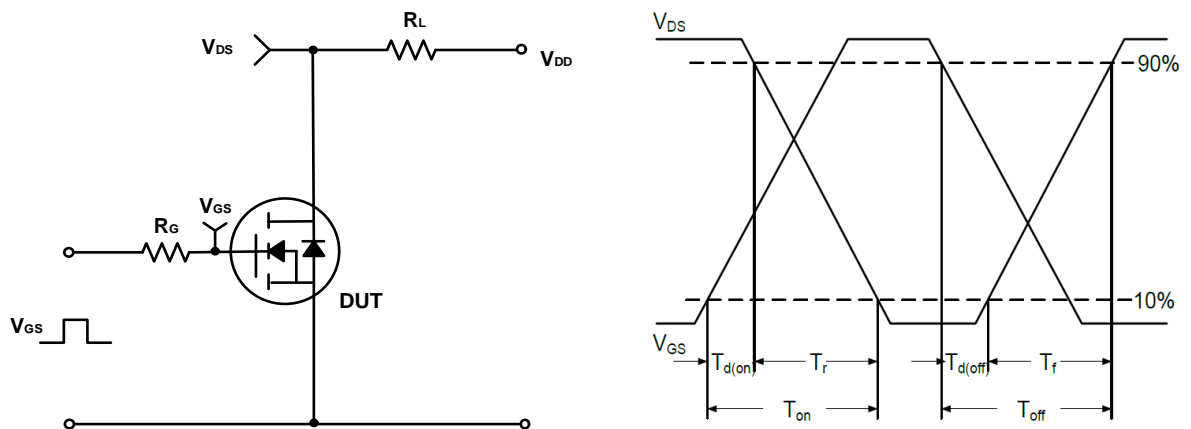 RL
VDS
VDD
VGS
RG
DUT
VGS
VDS
90%
10%
VGS
Td(on)
Tr
Td(off)
Tf
Ton
Toff